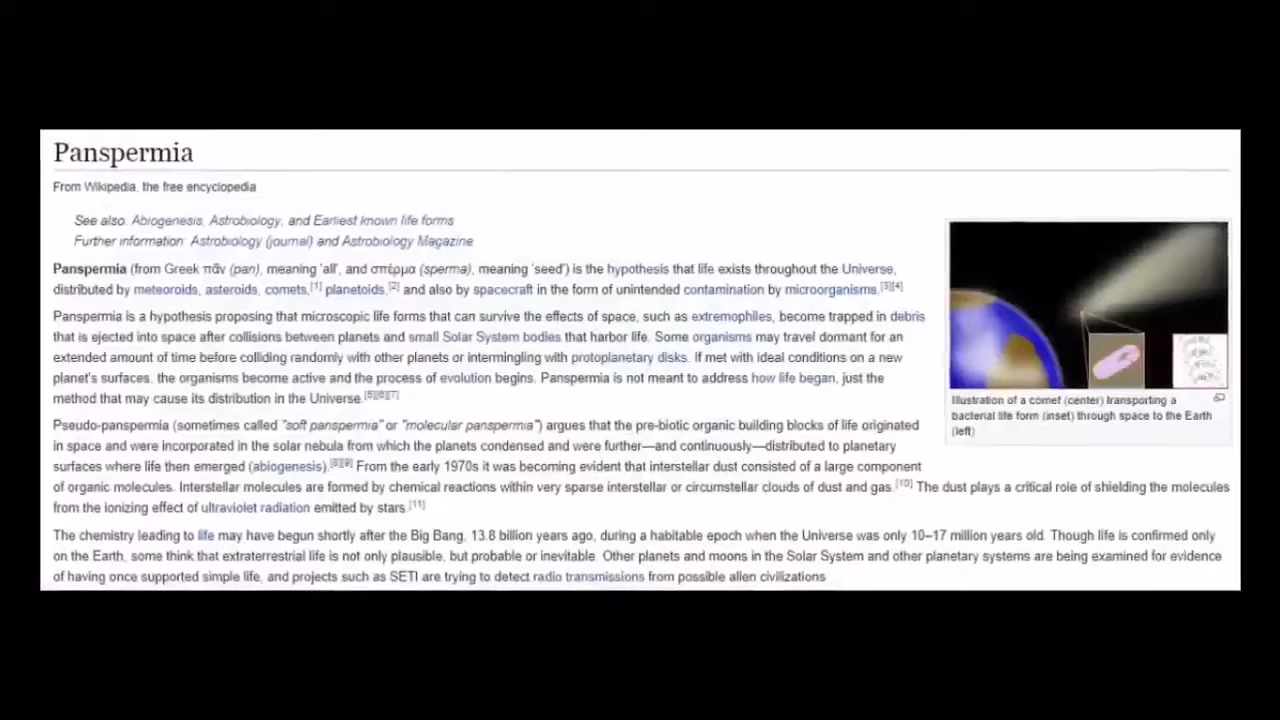 Panspermia
From Wikipedia, the free encyclopedia
See also: Abiogenesis, Astrobiology, and Earliest known life forms
Further information: Astrobiology (journal) and Astrobiology Magazine
Panspermia (from Greek πᾶν (pan), meaning 'all', and σπέρμα (sperma), meaning 'seed') is the hypothesis that life exists throughout the Universe,
distributed by meteoroids, asteroids, comets,[1] planetoids,[2] and also by spacecraft in the form of unintended contamination by microorganisms.[3][4]
Panspermia is a hypothesis proposing that microscopic life forms that can survive the effects of space, such as extremophiles, become trapped in debris
that is ejected into space after collisions between planets and small Solar System bodies that harbor life. Some organisms may travel dormant for an
extended amount of time before colliding randomly with other planets or intermingling with protoplanetary disks. If met with ideal conditions on a new
planet's surfaces, the organisms become active and the process of evolution begins. Panspermia is not meant to address how life began, just the
method that may cause its distribution in the Universe.[5][6][7]
Pseudo-panspermia (sometimes called "soft panspermia" or "molecular panspermia") argues that the pre-biotic organic building blocks of life originated
in space and were incorporated in the solar nebula from which the planets condensed and were further—and continuously—distributed to planetary
surfaces where life then emerged (abiogenesis).[8][9] From the early 1970s it was becoming evident that interstellar dust consisted of a large component
of organic molecules. Interstellar molecules are formed by chemical reactions within very sparse interstellar or circumstellar clouds of dust and gas.[10] The dust plays a critical role of shielding the molecules
from the ionizing effect of ultraviolet radiation emitted by stars.[11]
The chemistry leading to life may have begun shortly after the Big Bang, 13.8 billion years ago, during a habitable epoch when the Universe was only 10–17 million years old. Though life is confirmed only
on the Earth, some think that extraterrestrial life is not only plausible, but probable or inevitable. Other planets and moons in the Solar System and other planetary systems are being examined for evidence
of having once supported simple life, and projects such as SETI are trying to detect radio transmissions from possible alien civilizations
Illustration of a comet (center) transporting a
bacterial life form (inset) through space to the Earth
(left)